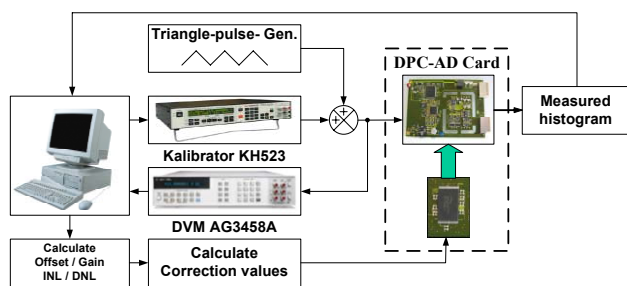 Triangle-pulse- Gen.
DPC-AD Card
Kalibrator KH523
+
+
Measured
histogram
DVM AG3458A
Calculate
Offset / Gain
INL / DNL
Calculate
Correction values